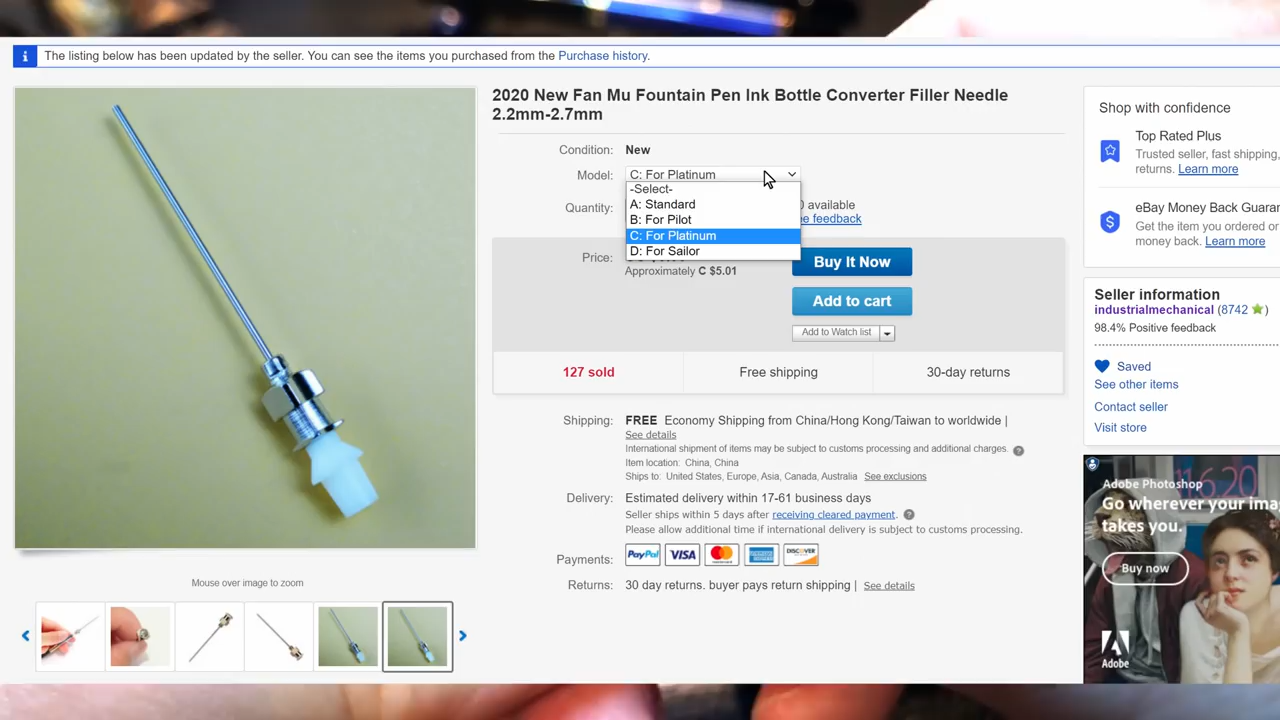 The listing below has been updated by the seller. You can see the items you purchased from the Purchase history.
2020 New Fan Mu Fountain Pen Ink Bottle Converter Filler Needle
2.2mm-2.7mm
Condition: New
Model: C: For Platinum
-Select-
A: Standard
B: For Pilot
C: For Platinum
D: For Sailor
Quantity: available
feedback
Price:
Approximately C $5.01
Buy It Now
Add to cart
Add to Watch list
127 sold
Free shipping
30-day returns
Shipping: FREE Economy Shipping from China/Hong Kong/Taiwan to worldwide |
See details
International shipment of items may be subject to customs processing and additional charges.
Item location: China, China
Ships to: United States, Europe, Asia, Canada, Australia See exclusions
Delivery: Estimated delivery within 17-61 business days
Seller ships within 5 days after receiving cleared payment.
Please allow additional time if international delivery is subject to customs processing.
Payments: PayPal VISA mastercard AMERICAN EXPRESS DISCOVER
Returns: 30 day returns. buyer pays return shipping | See details
Mouse over image to zoom
Shop with confidence
Top Rated Plus
Trusted seller, fast shipping,
returns. Learn more
eBay Money Back Guarar
Get the item you ordered or
money back. Learn more
Seller information
industrialmechanical (8742 )
98.4% Positive feedback
Saved
See other items
Contact seller
Visit store
11:16:20
Adobe Photoshop
Go wherever your ima
takes you.
Buy now
Adobe